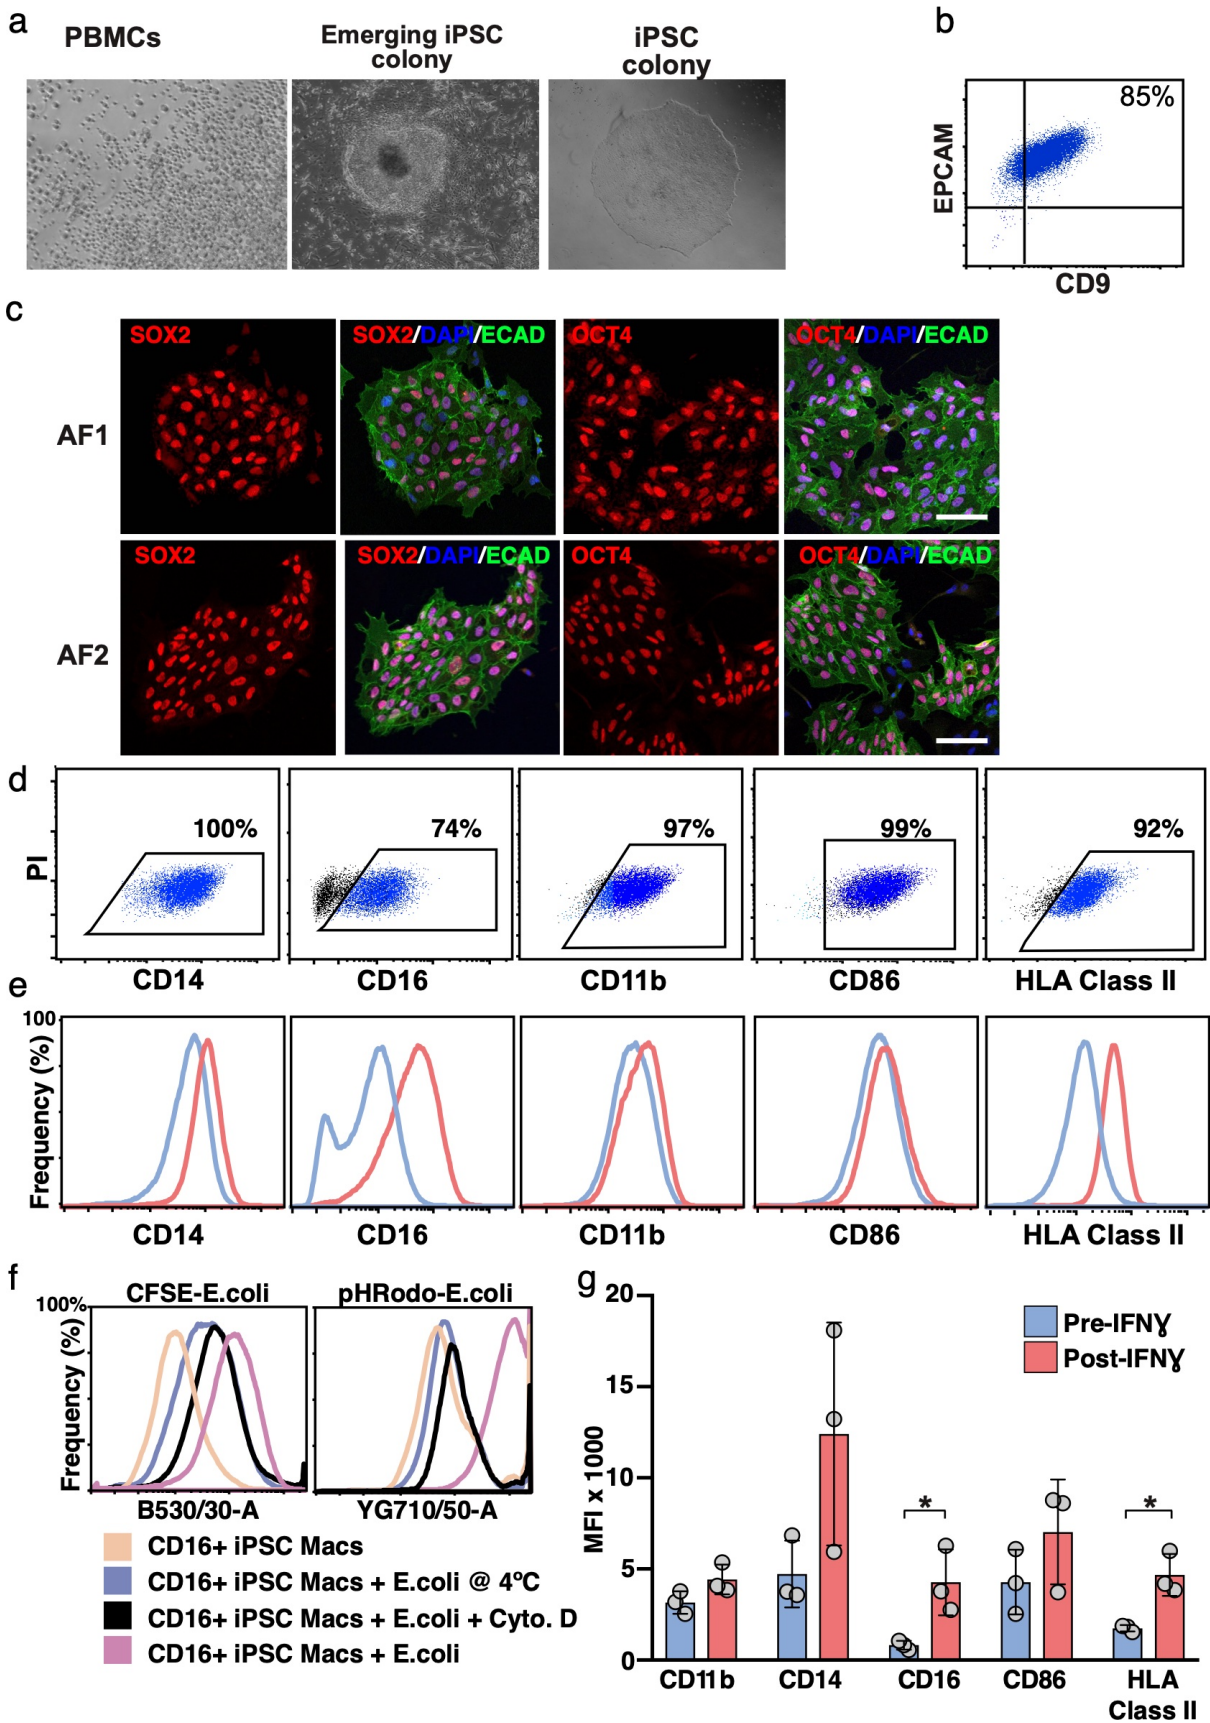 a
PBMCs
Emerging iPSC
colony
iPSC
colony
b
85%
EPCAM
CD9
c
SOX2
SOX2/DAPI/ECAD
OCT4
OCT4/DAPI/ECAD
AF1
SOX2
SOX2/DAPI/ECAD
OCT4
OCT4/DAPI/ECAD
AF2
d
100%
74%
97%
99%
92%
PI
CD14
CD16
CD11b
CD86
HLA Class II
e
100
Frequency (%)
CD14
CD16
CD11b
CD86
HLA Class II
f
CFSE-E.coli
pHRodo-E.coli
100%
Frequency (%)
B530/30-A
YG710/50-A
CD16+ iPSC Macs
CD16+ iPSC Macs + E.coli @ 4ºC
CD16+ iPSC Macs + E.coli + Cyto. D
CD16+ iPSC Macs + E.coli
g
20
15
10
5
0
MFI x 1000
Pre-IFNɣ
Post-IFNɣ
*
*
CD11b
CD14
CD16
CD86
HLA
Class II